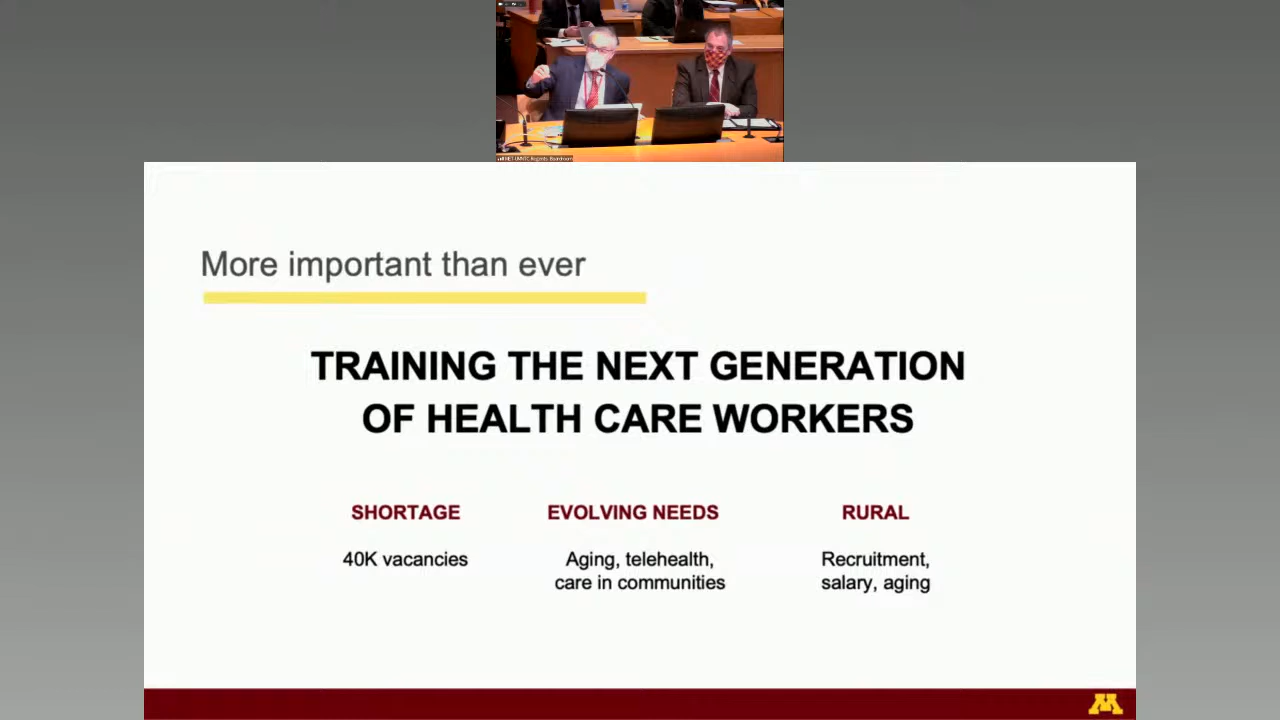 More important than ever
TRAINING THE NEXT GENERATION
OF HEALTH CARE WORKERS
SHORTAGE
EVOLVING NEEDS
RURAL
40K vacancies
Aging, telehealth,
care in communities
Recruitment,
salary, aging
M